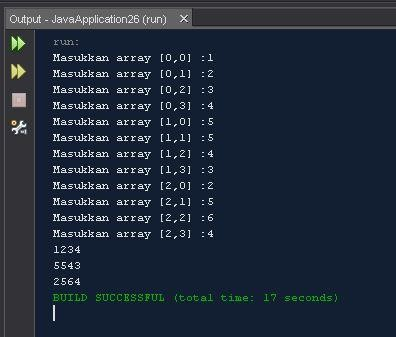 Output - JavaApplication26 (run)
run:
Masukkan array [0,0] :1
Masukkan array [0,1] :2
Masukkan array [0,2] :3
Masukkan array [0,3] :4
Masukkan array [1,0] :5
Masukkan array [1,1] :5
Masukkan array [1,2] :4
Masukkan array [1,3] :3
Masukkan array [2,0] :2
Masukkan array [2,1] :5
Masukkan array [2,2] :6
Masukkan array [2,3] :4
1234
5543
2564
BUILD SUCCESSFUL (total time: 17 seconds)